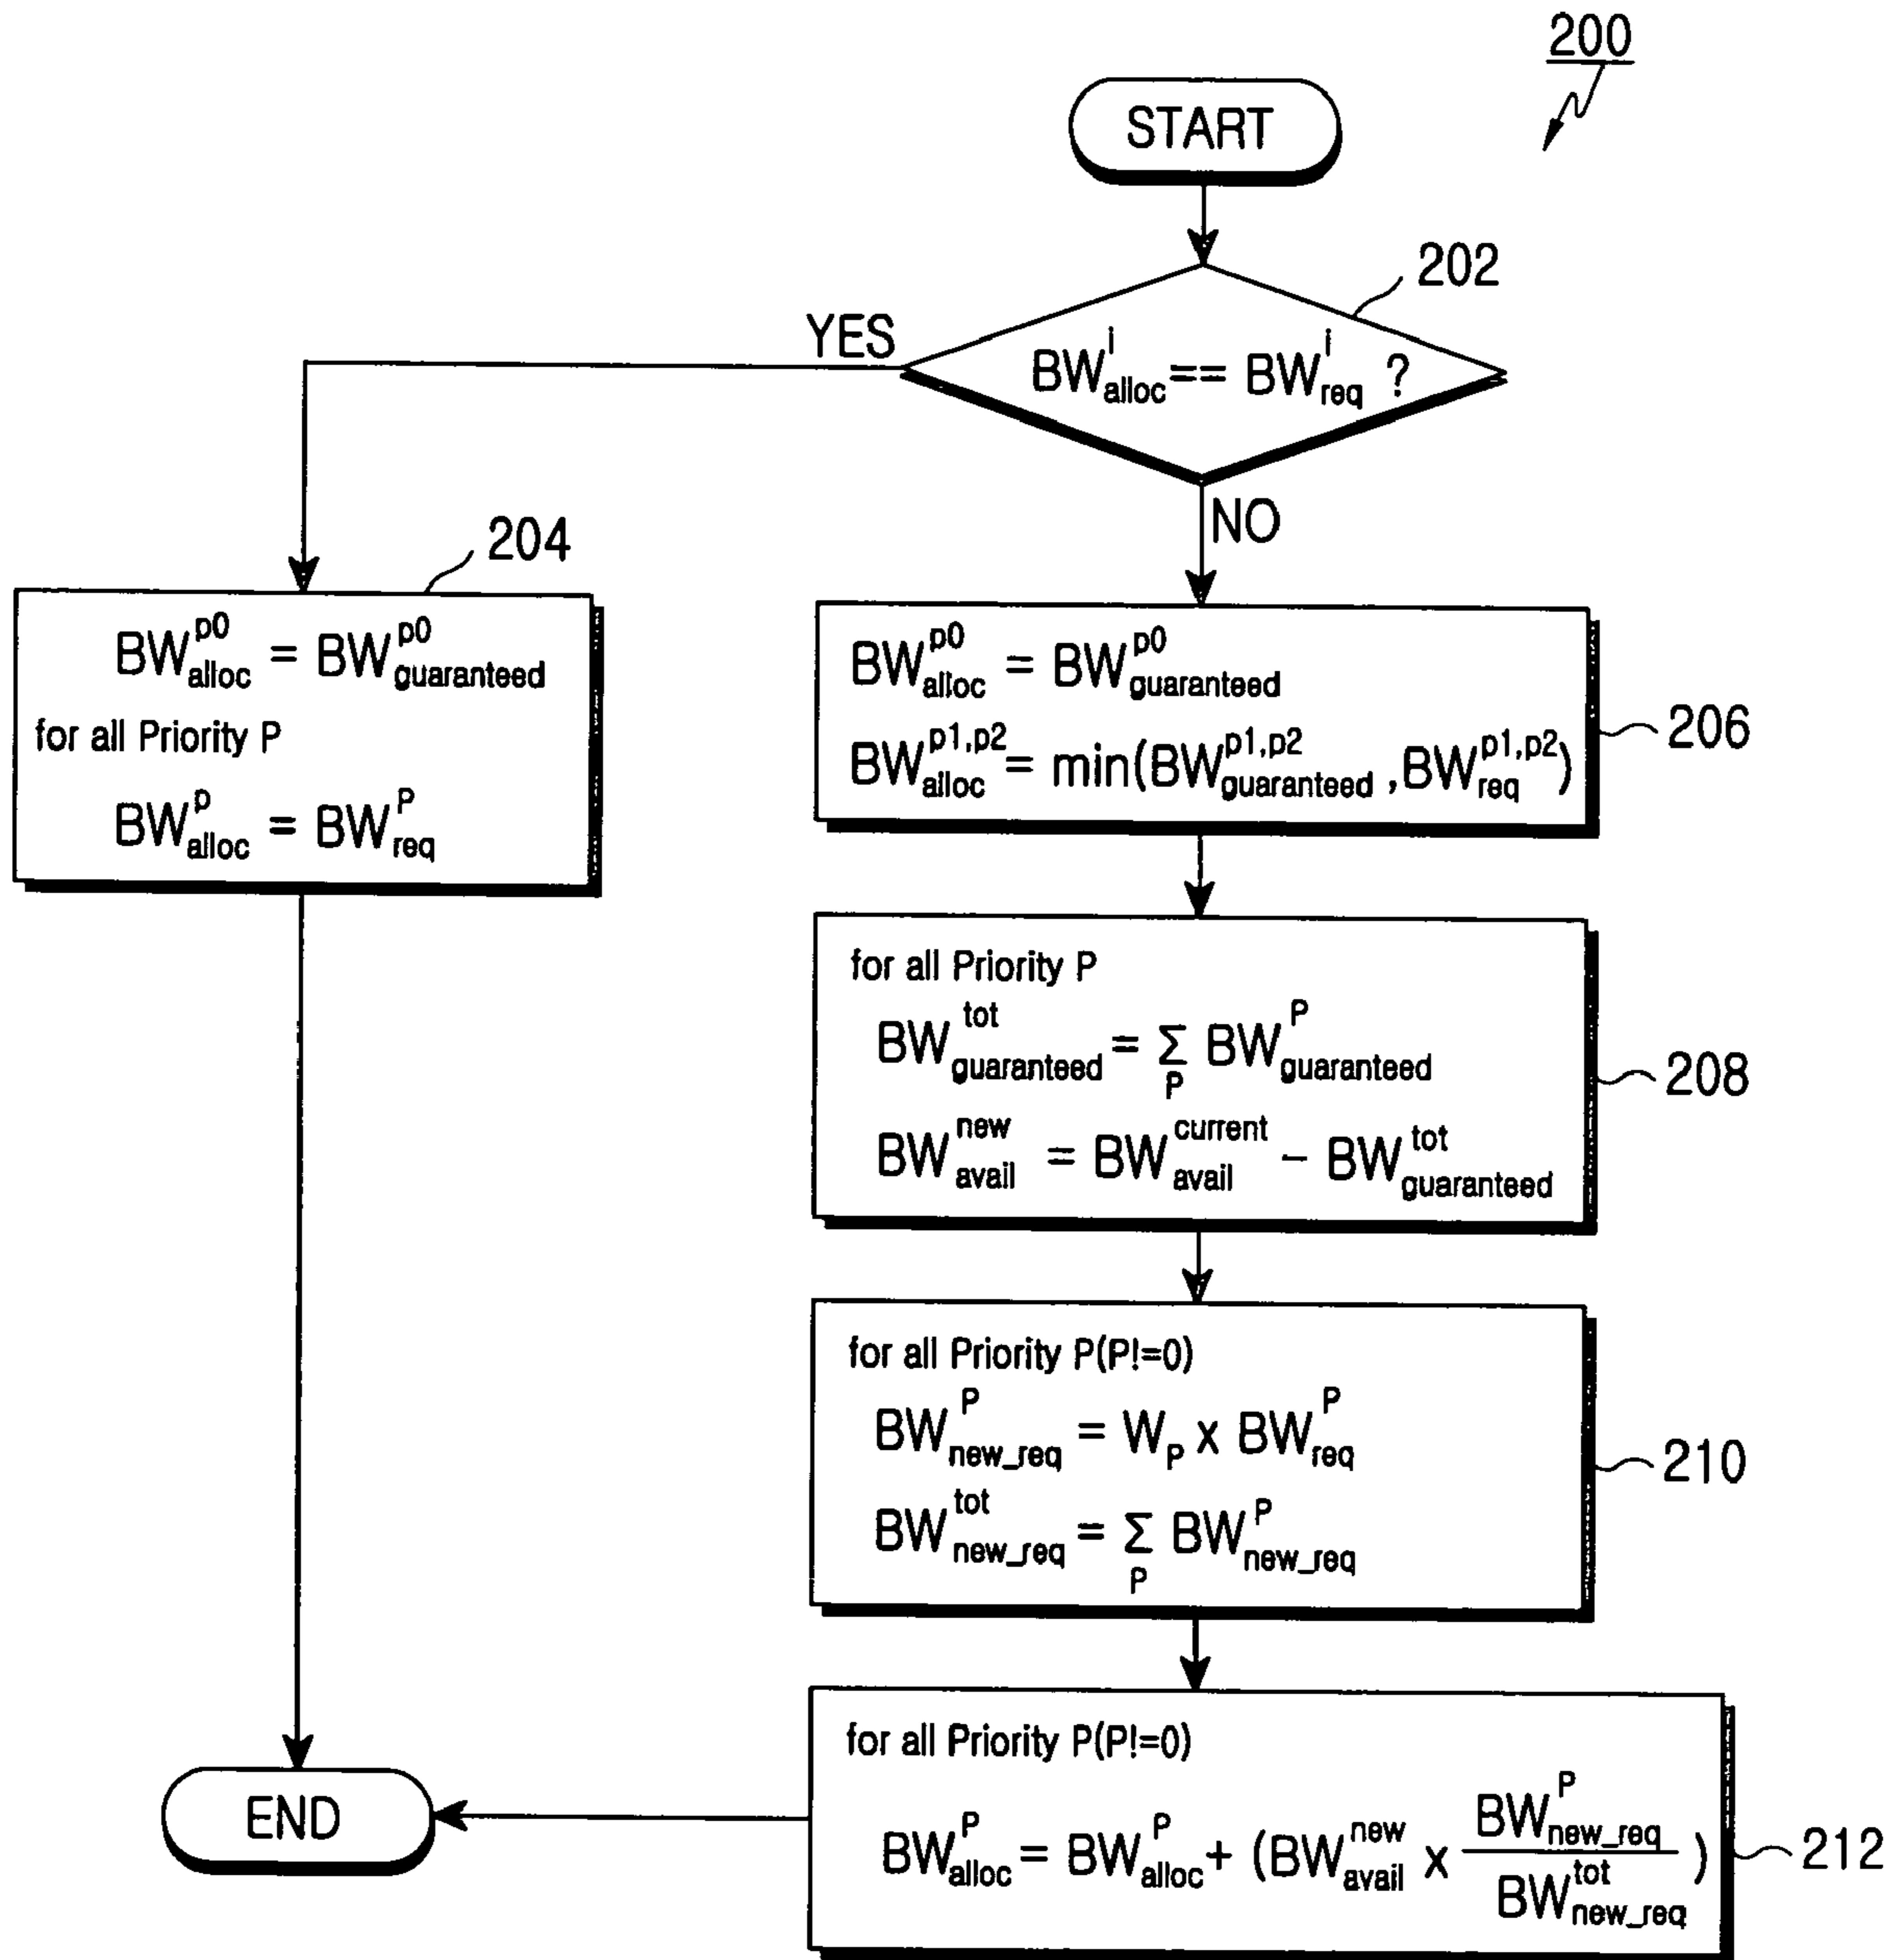 200
START
202
BW^i_alloc == BW^i_req ?
YES
NO
204
BW^p0_alloc = BW^p0_guaranteed
for all Priority P
BW^p_alloc = BW^P_req
BW^p0_alloc = BW^p0_guaranteed
BW^p1,p2_alloc = min(BW^p1,p2_guaranteed , BW^p1,p2_req)
206
for all Priority P
BW^tot_guaranteed = Σ_P BW^P_guaranteed
BW^new_avail = BW^current_avail - BW^tot_guaranteed
208
for all Priority P(P!=0)
BW^P_new_req = W_P x BW^P_req
BW^tot_new_req = Σ_P BW^P_new_req
210
for all Priority P(P!=0)
BW^P_alloc = BW^P_alloc + (BW^new_avail x BW^P_new_req / BW^tot_new_req)
212
END